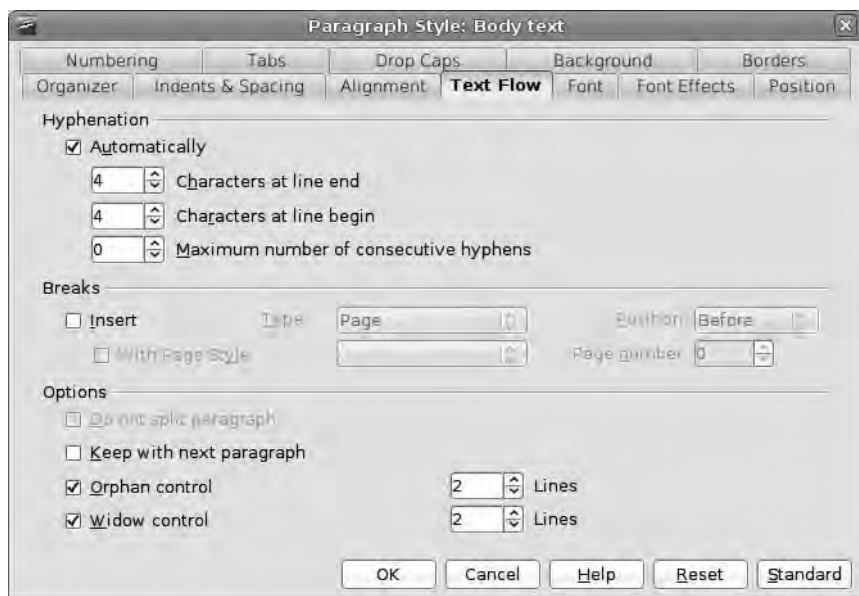 Paragraph Style: Body text
Numbering Tabs Drop Caps Background Borders
Organizer Indents & Spacing Alignment Text Flow Font Font Effects Position
Hyphenation
Automatically
4 Characters at line end
4 Characters at line begin
0 Maximum number of consecutive hyphens
Breaks
Insert Type Page Position Before
With Page Style Page number 0
Options
Do not split paragraph
Keep with next paragraph
Orphan control 2 Lines
Widow control 2 Lines
OK Cancel Help Reset Standard